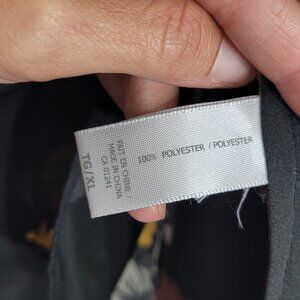 TG/XL
FAIT EN CHINE/
MADE IN CHINA
CA 01241
100% POLYESTER / POLYESTER